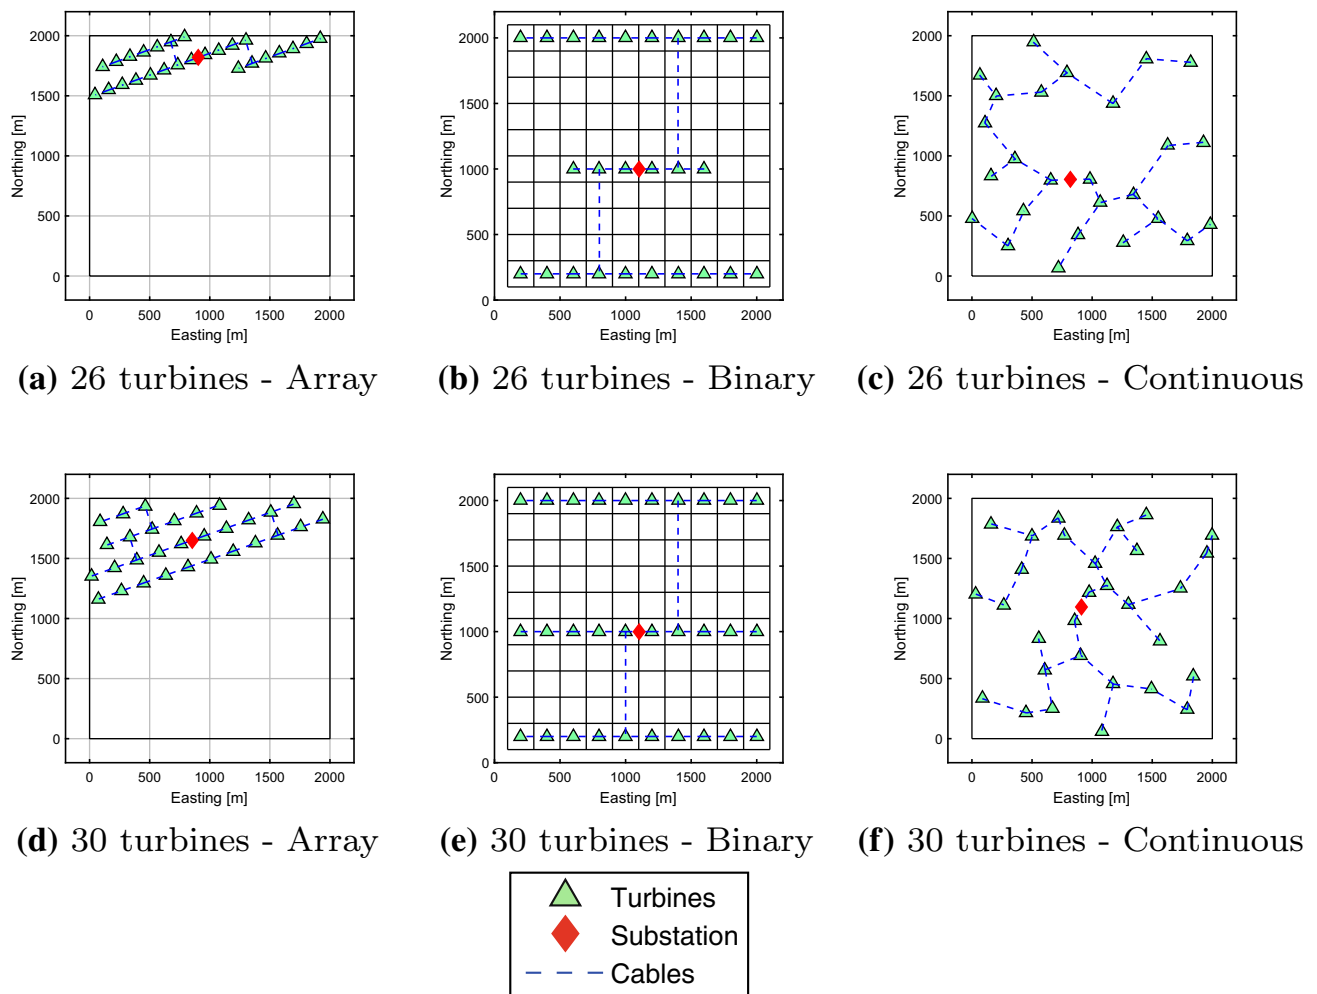 2000
1500
1000
500
0
Northing [m]
0 500 1000 1500 2000
Easting [m]
(a) 26 turbines - Array
2000
1500
1000
500
0
Northing [m]
0 500 1000 1500 2000
Easting [m]
(b) 26 turbines - Binary
2000
1500
1000
500
0
Northing [m]
0 500 1000 1500 2000
Easting [m]
(c) 26 turbines - Continuous
2000
1500
1000
500
0
Northing [m]
0 500 1000 1500 2000
Easting [m]
(d) 30 turbines - Array
2000
1500
1000
500
0
Northing [m]
0 500 1000 1500 2000
Easting [m]
(e) 30 turbines - Binary
2000
1500
1000
500
0
Northing [m]
0 500 1000 1500 2000
Easting [m]
(f) 30 turbines - Continuous
Turbines
Substation
Cables